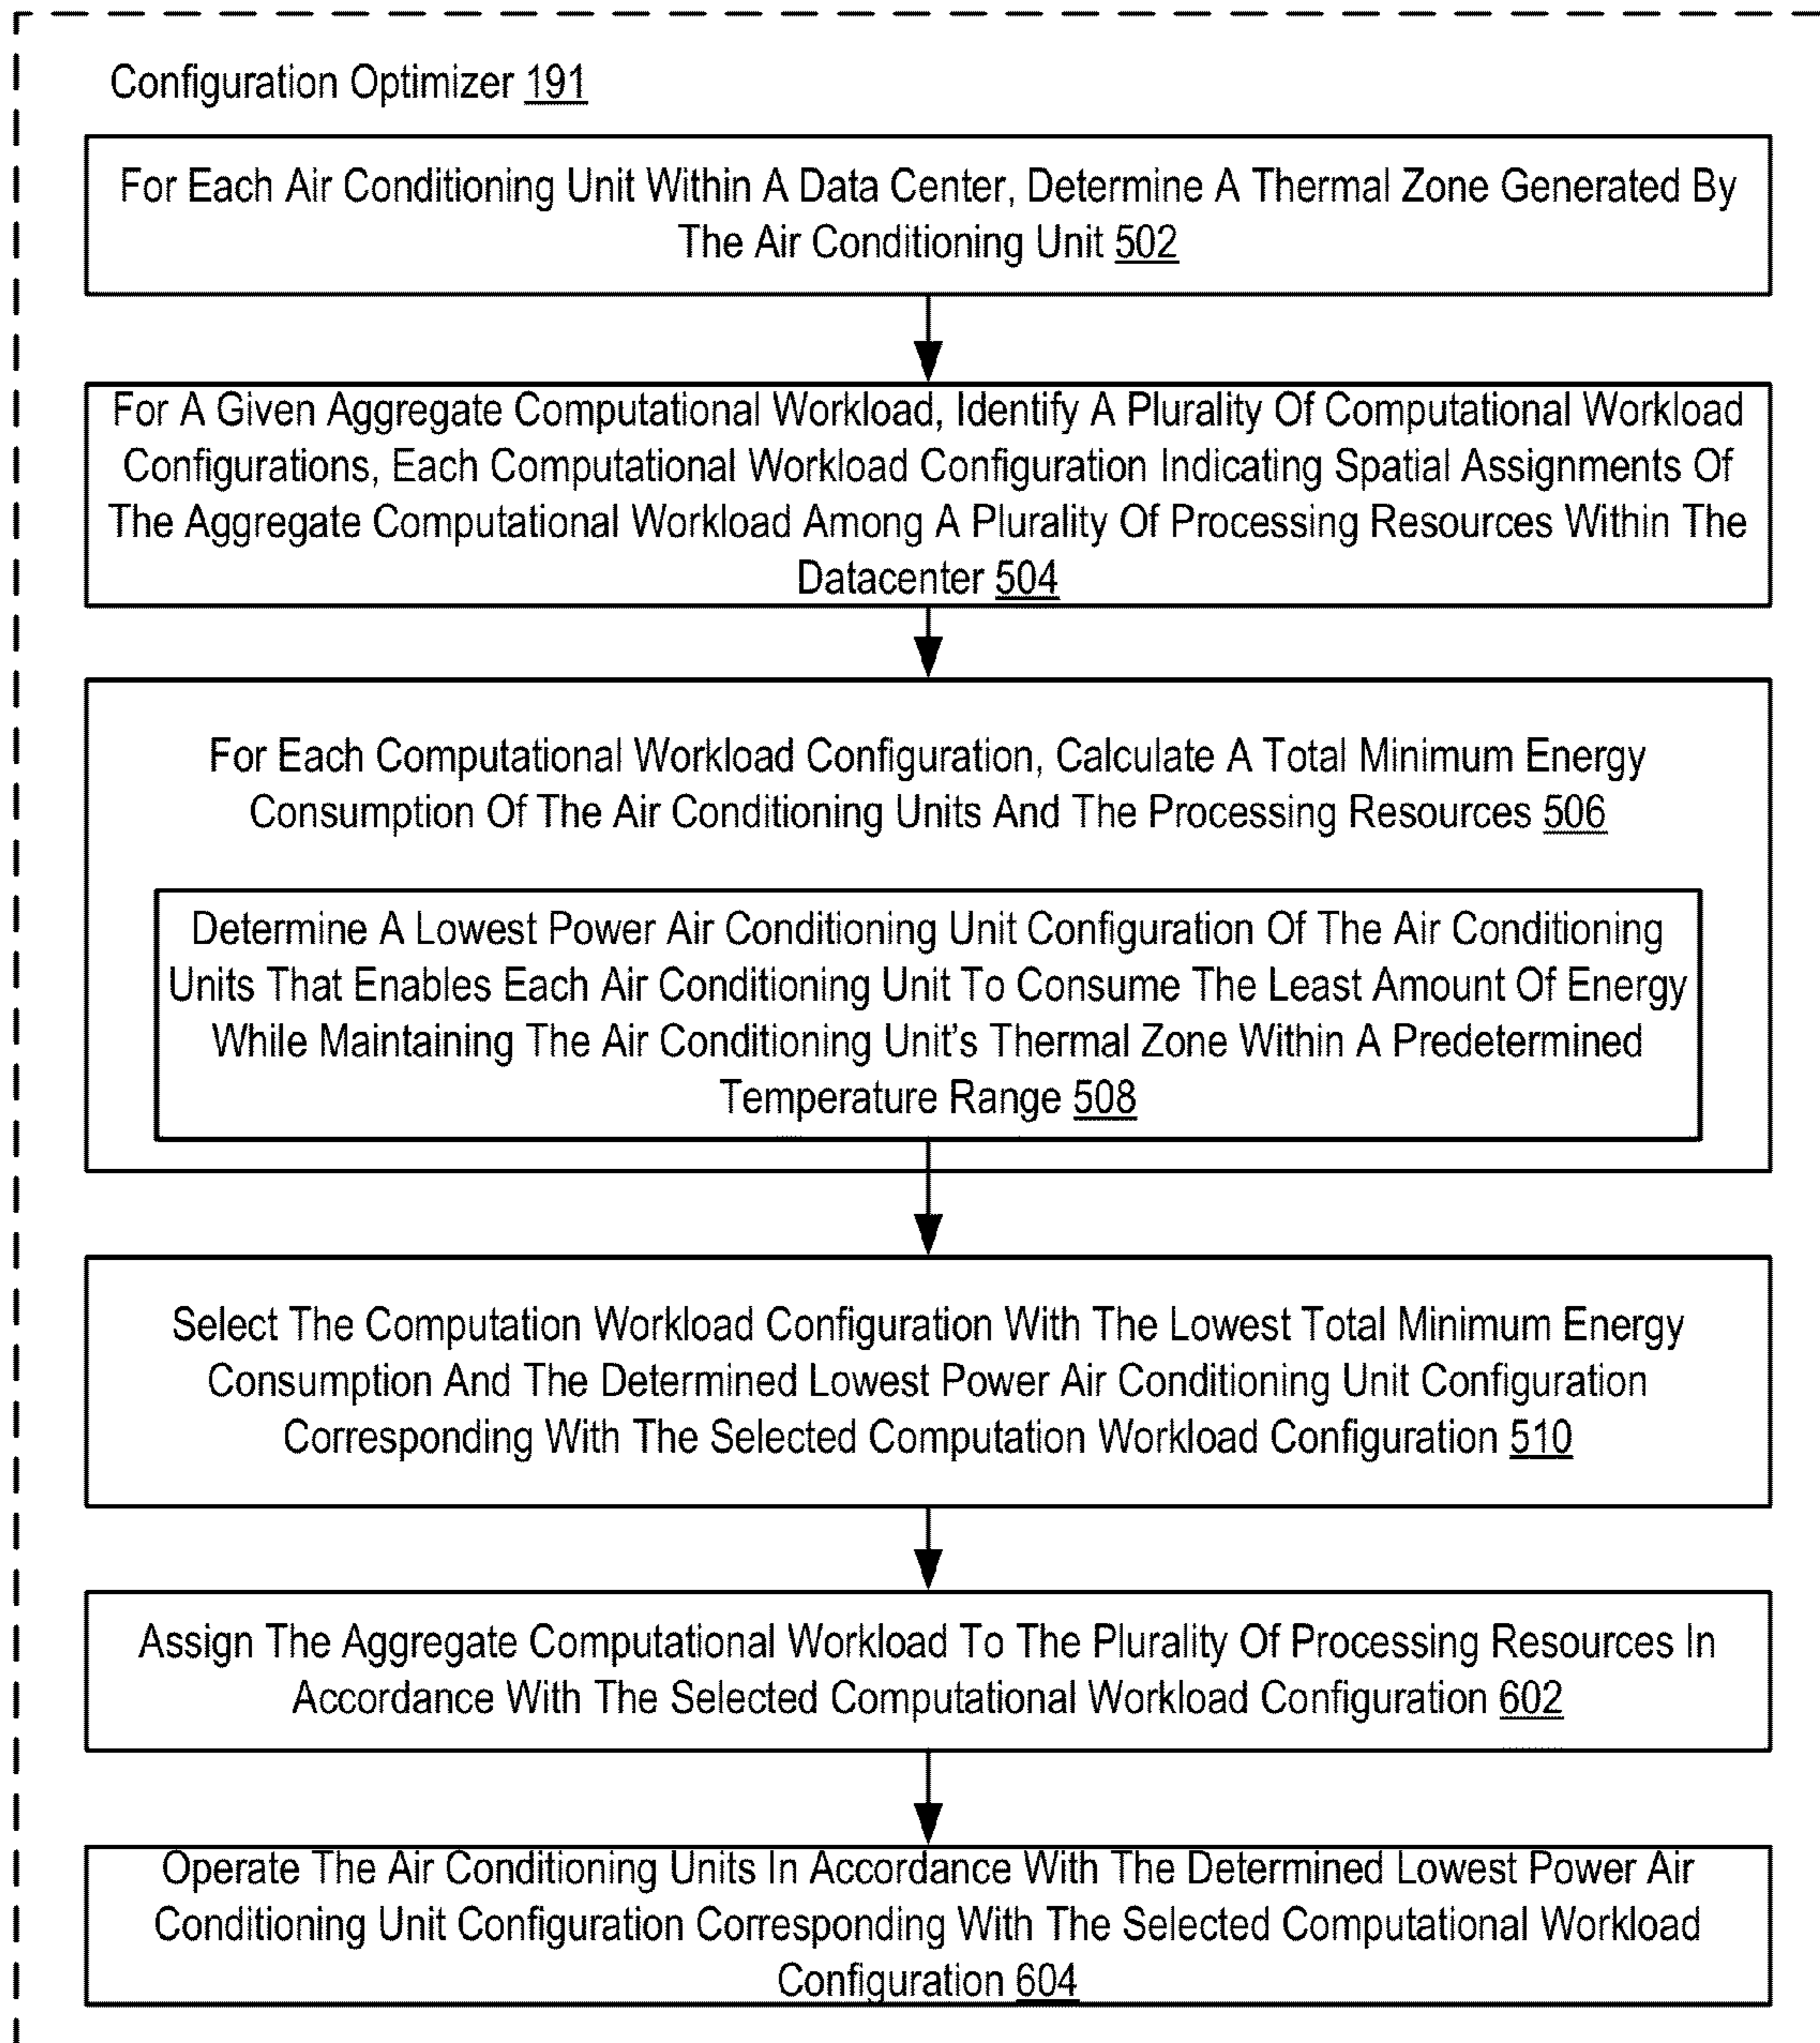 Configuration Optimizer 191
For Each Air Conditioning Unit Within A Data Center, Determine A Thermal Zone Generated By
The Air Conditioning Unit 502
For A Given Aggregate Computational Workload, Identify A Plurality Of Computational Workload
Configurations, Each Computational Workload Configuration Indicating Spatial Assignments Of
The Aggregate Computational Workload Among A Plurality Of Processing Resources Within The
Datacenter 504
For Each Computational Workload Configuration, Calculate A Total Minimum Energy
Consumption Of The Air Conditioning Units And The Processing Resources 506
Determine A Lowest Power Air Conditioning Unit Configuration Of The Air Conditioning
Units That Enables Each Air Conditioning Unit To Consume The Least Amount Of Energy
While Maintaining The Air Conditioning Unit's Thermal Zone Within A Predetermined
Temperature Range 508
Select The Computation Workload Configuration With The Lowest Total Minimum Energy
Consumption And The Determined Lowest Power Air Conditioning Unit Configuration
Corresponding With The Selected Computation Workload Configuration 510
Assign The Aggregate Computational Workload To The Plurality Of Processing Resources In
Accordance With The Selected Computational Workload Configuration 602
Operate The Air Conditioning Units In Accordance With The Determined Lowest Power Air
Conditioning Unit Configuration Corresponding With The Selected Computational Workload
Configuration 604